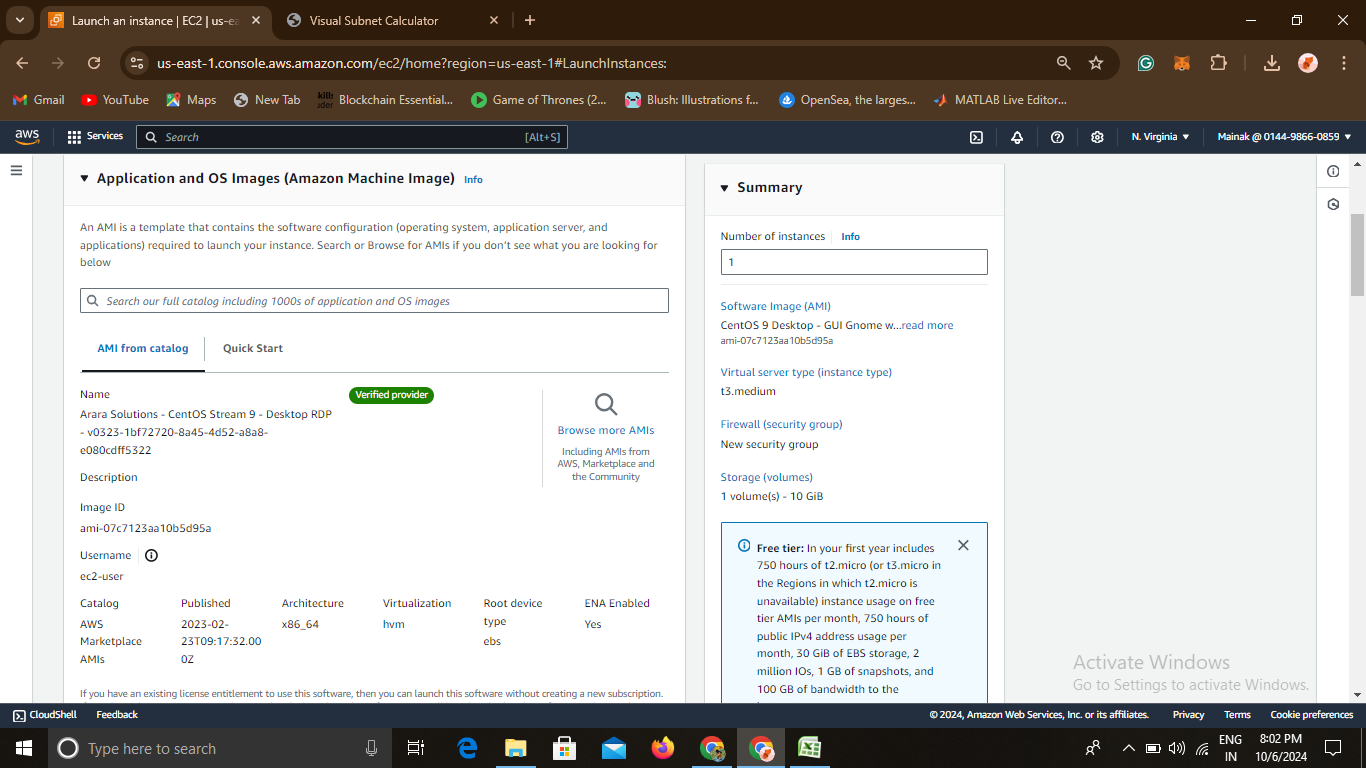 Launch an instance | EC2 | us-ea
Visual Subnet Calculator
us-east-1.console.aws.amazon.com/ec2/home?region=us-east-1#LaunchInstances:
Gmail
YouTube
Maps
New Tab
Blockchain Essential...
Game of Thrones (2...
Blush: Illustrations f...
OpenSea, the larges...
MATLAB Live Editor...
aws
Services
Search
[Alt+S]
N. Virginia
Mainak @ 0144-9866-0859
Application and OS Images (Amazon Machine Image) Info
An AMI is a template that contains the software configuration (operating system, application server, and
applications) required to launch your instance. Search or Browse for AMIs if you don't see what you are looking for
below
Search our full catalog including 1000s of application and OS images
AMI from catalog
Quick Start
Name
Verified provider
Arara Solutions - CentOS Stream 9 - Desktop RDP
- v0323-1bf72720-8a45-4d52-a8a8-
e080cdff5322
Browse more AMIs
Including AMIs from
AWS, Marketplace and
the Community
Description
Image ID
ami-07c7123aa10b5d95a
Username
ec2-user
Catalog
AWS
Marketplace
AMIs
Published
2023-02-
23T09:17:32.00
0Z
Architecture
x86_64
Virtualization
hvm
Root device
type
ebs
ENA Enabled
Yes
If you have an existing license entitlement to use this software, then you can launch this software without creating a new subscription.
Summary
Number of instances Info
1
Software Image (AMI)
CentOS 9 Desktop - GUI Gnome w...read more
ami-07c7123aa10b5d95a
Virtual server type (instance type)
t3.medium
Firewall (security group)
New security group
Storage (volumes)
1 volume(s) - 10 GiB
Free tier: In your first year includes
750 hours of t2.micro (or t3.micro in
the Regions in which t2.micro is
unavailable) instance usage on free
tier AMIs per month, 750 hours of
public IPv4 address usage per
month, 30 GiB of EBS storage, 2
million IOs, 1 GB of snapshots, and
100 GB of bandwidth to the
Activate Windows
Go to Settings to activate Windows.
CloudShell
Feedback
© 2024, Amazon Web Services, Inc. or its affiliates.
Privacy
Terms
Cookie preferences
Type here to search
ENG
IN
8:02 PM
10/6/2024